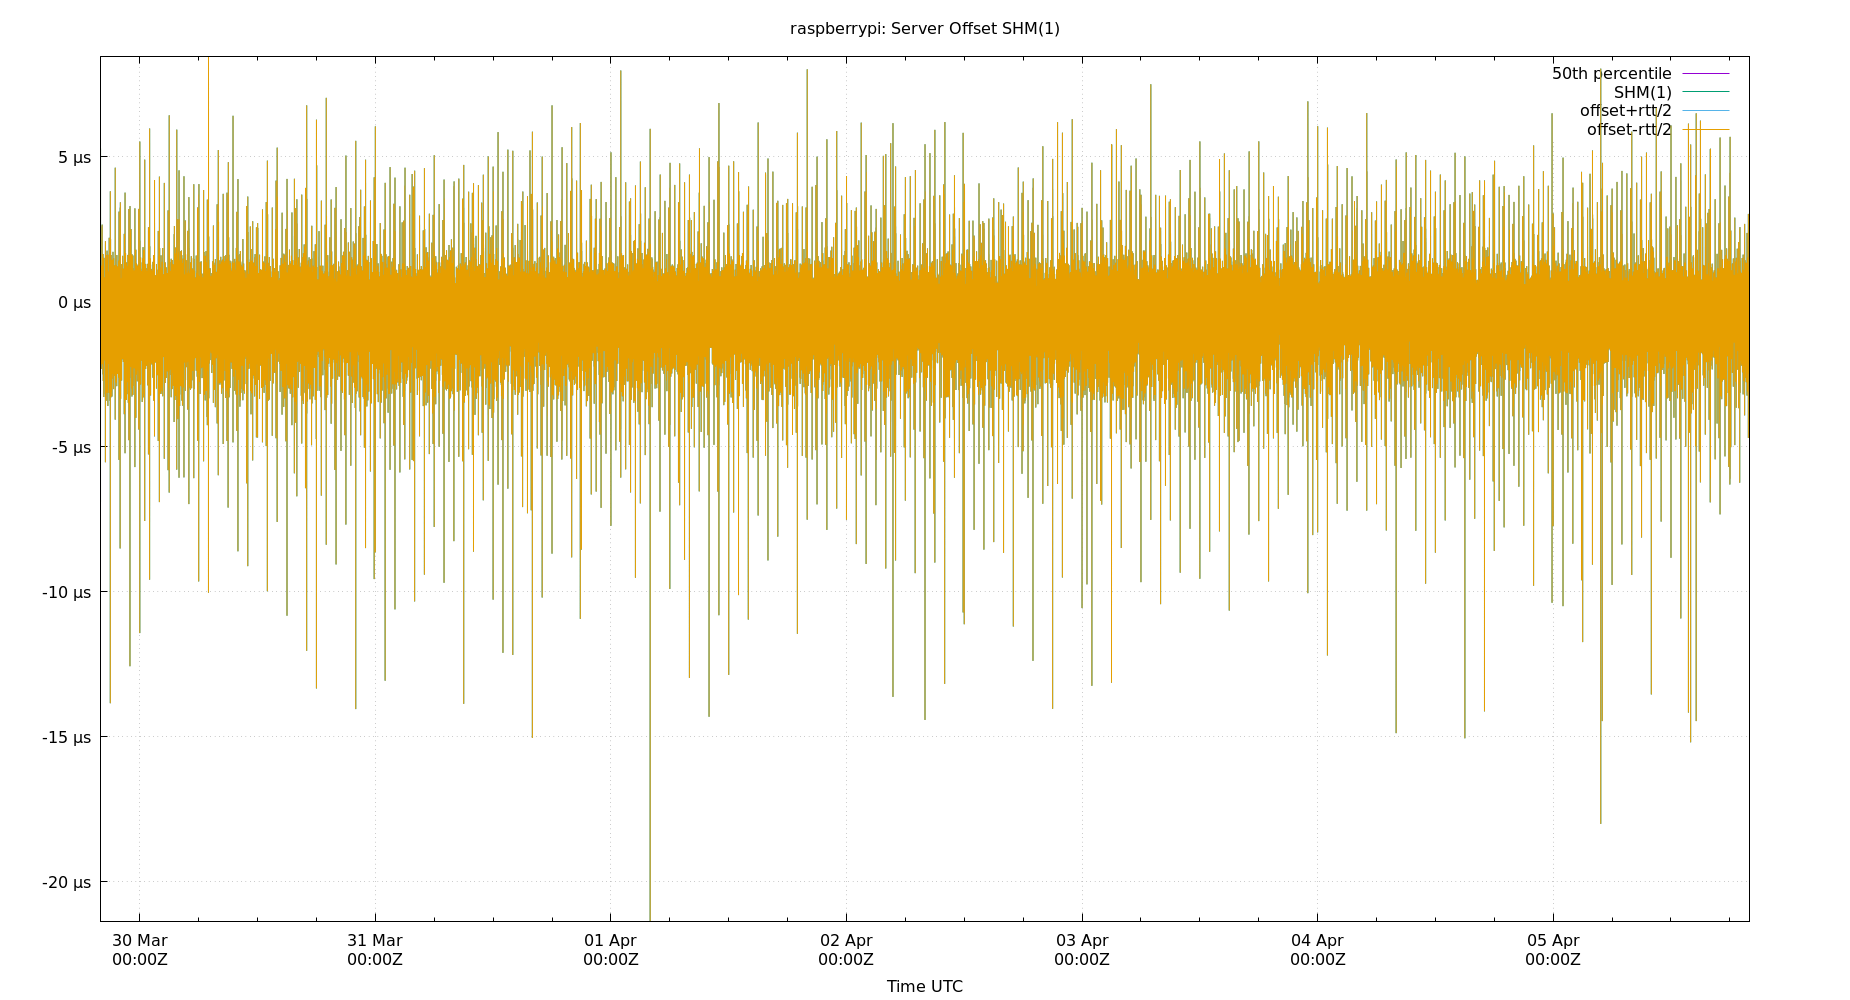 raspberrypi: Server Offset SHM(1)
50th percentile
SHM(1)
offset+rtt/2
offset-rtt/2
5 µs
0 µs
-5 µs
-10 µs
-15 µs
-20 µs
30 Mar 31 Mar 01 Apr 02 Apr 03 Apr 04 Apr 05 Apr
00:00Z 00:00Z 00:00Z 00:00Z 00:00Z 00:00Z 00:00Z
Time UTC